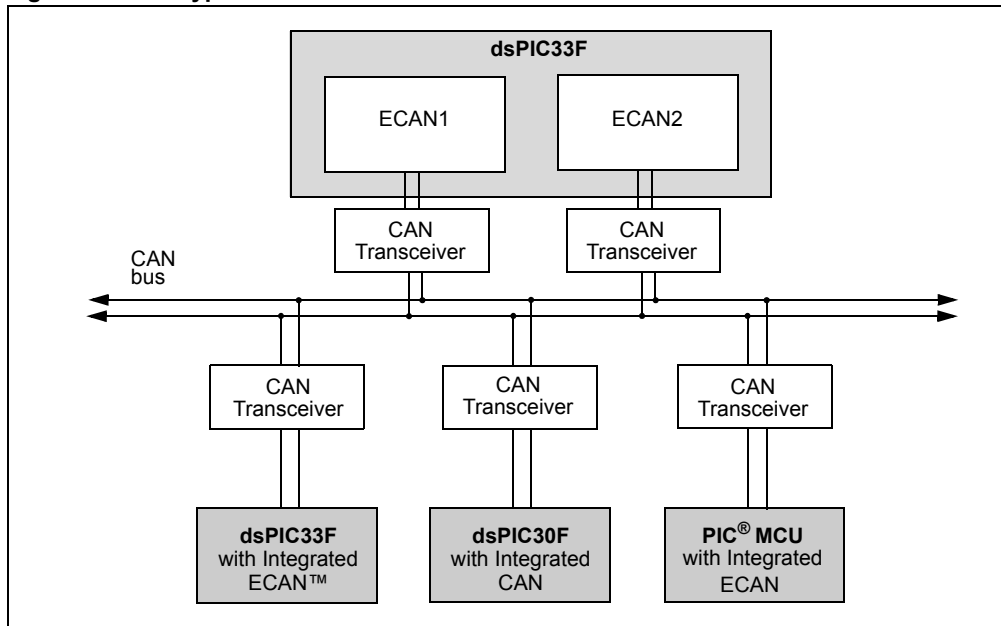 dsPIC33F
ECAN1
ECAN2
CAN
Transceiver
CAN
Transceiver
CAN
bus
CAN
Transceiver
CAN
Transceiver
CAN
Transceiver
dsPIC33F
with Integrated
ECAN™
dsPIC30F
with Integrated
CAN
PIC® MCU
with Integrated
ECAN